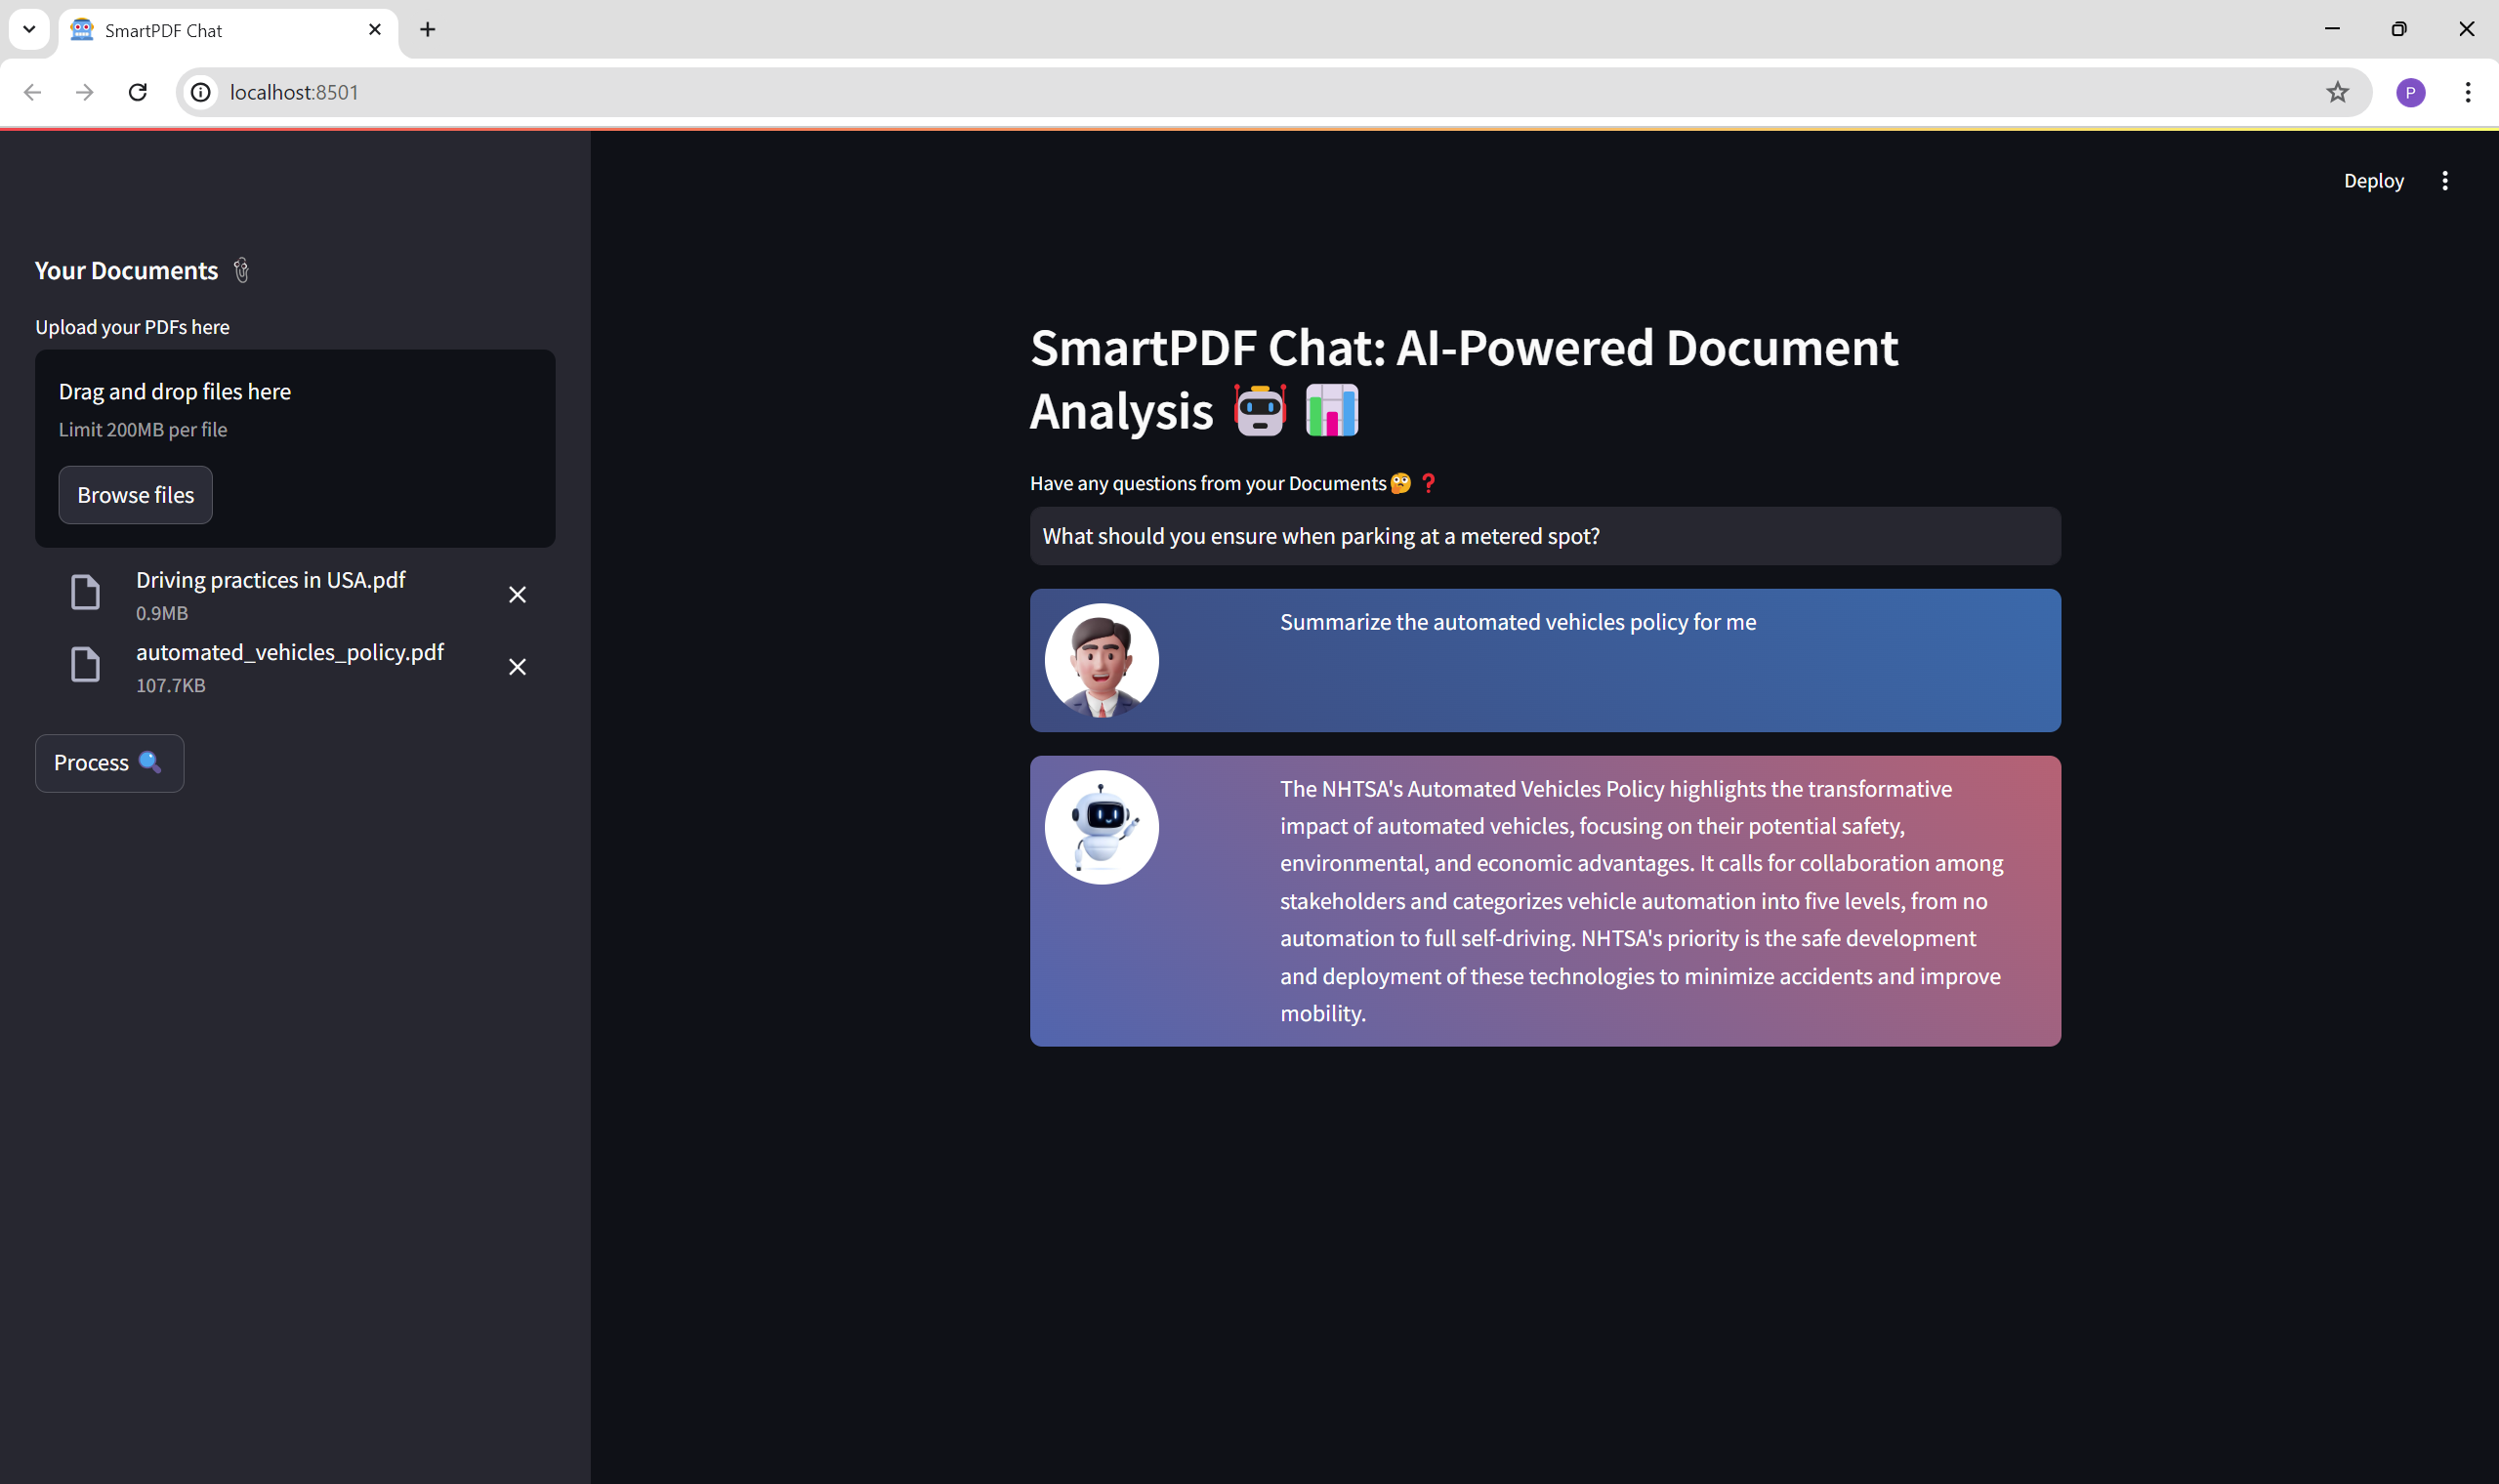 SmartPDF Chat
localhost:8501
P
Deploy
Your Documents
Upload your PDFs here
Drag and drop files here
Limit 200MB per file
Browse files
Driving practices in USA.pdf
0.9MB
automated_vehicles_policy.pdf
107.7KB
Process
SmartPDF Chat: AI-Powered Document
Analysis
Have any questions from your Documents🤔❓
What should you ensure when parking at a metered spot?
Summarize the automated vehicles policy for me
The NHTSA's Automated Vehicles Policy highlights the transformative
impact of automated vehicles, focusing on their potential safety,
environmental, and economic advantages. It calls for collaboration among
stakeholders and categorizes vehicle automation into five levels, from no
automation to full self-driving. NHTSA's priority is the safe development
and deployment of these technologies to minimize accidents and improve
mobility.